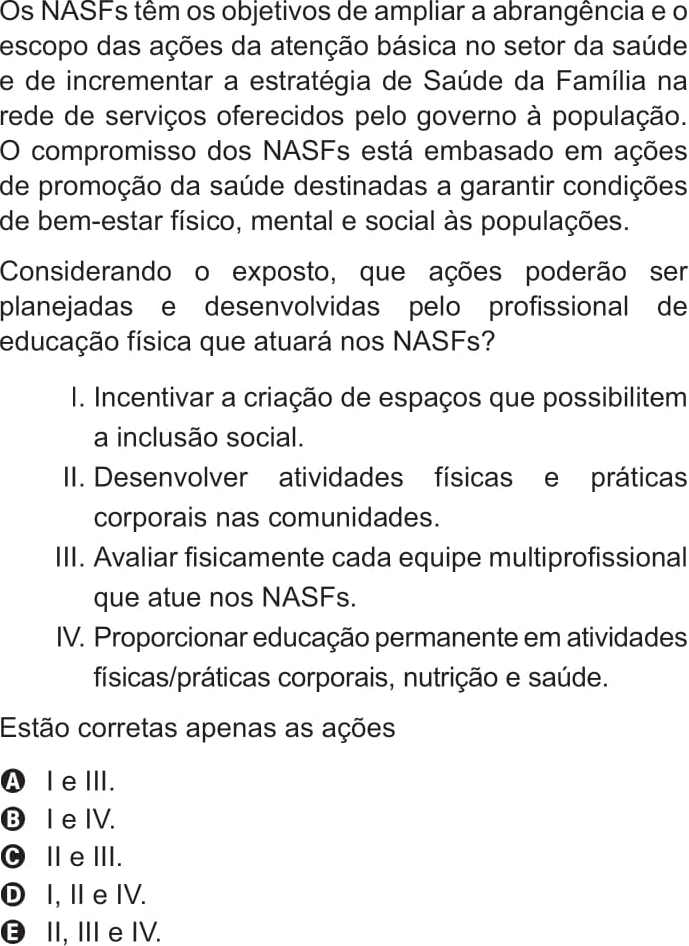 Os NASFs têm os objetivos de ampliar a abrangência e o
escopo das ações da atenção básica no setor da saúde
e de incrementar a estratégia de Saúde da Família na
rede de serviços oferecidos pelo governo à população.
O compromisso dos NASFs está embasado em ações
de promoção da saúde destinadas a garantir condições
de bem-estar físico, mental e social às populações.
Considerando o exposto, que ações poderão ser
planejadas e desenvolvidas pelo profissional de
educação física que atuará nos NASFs?
I. Incentivar a criação de espaços que possibilitem
a inclusão social.
II. Desenvolver atividades físicas e práticas
corporais nas comunidades.
III. Avaliar fisicamente cada equipe multiprofissional
que atue nos NASFs.
IV. Proporcionar educação permanente em atividades
físicas/práticas corporais, nutrição e saúde.
Estão corretas apenas as ações
A I e III.
B I e IV.
C II e III.
D I, II e IV.
E II, III e IV.